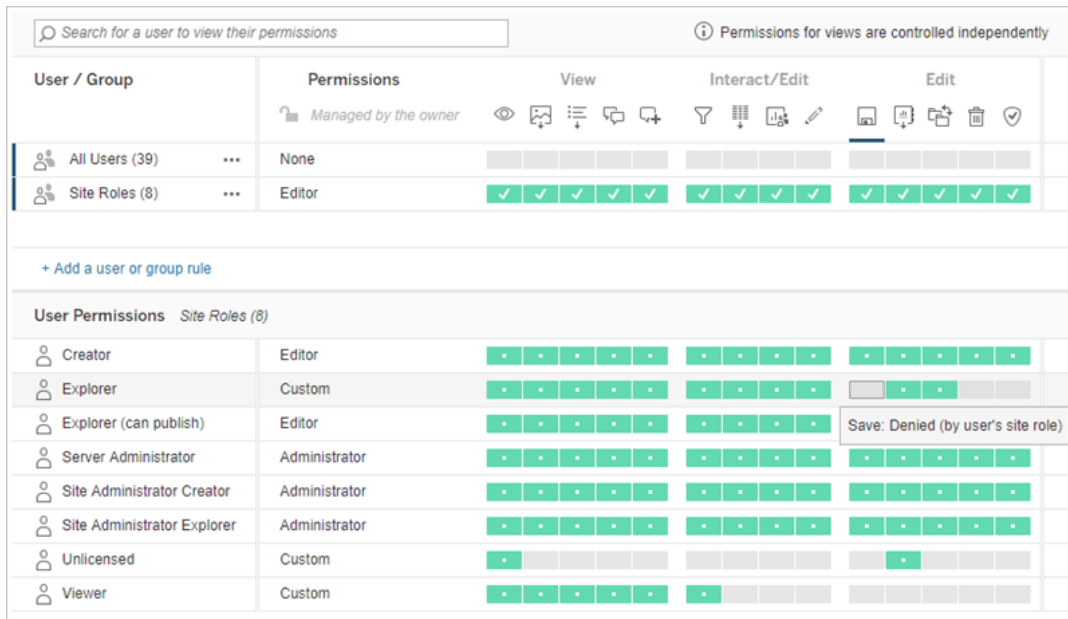 Search for a user to view their permissions
Permissions for views are controlled independently
User / Group Permissions View Interact/Edit Edit
Managed by the owner
All Users (39) ••• None
Site Roles (8) ••• Editor
+ Add a user or group rule
User Permissions Site Roles (8)
Creator Editor
Explorer Custom
Explorer (can publish) Editor
Save: Denied (by user's site role)
Server Administrator Administrator
Site Administrator Creator Administrator
Site Administrator Explorer Administrator
Unlicensed Custom
Viewer Custom